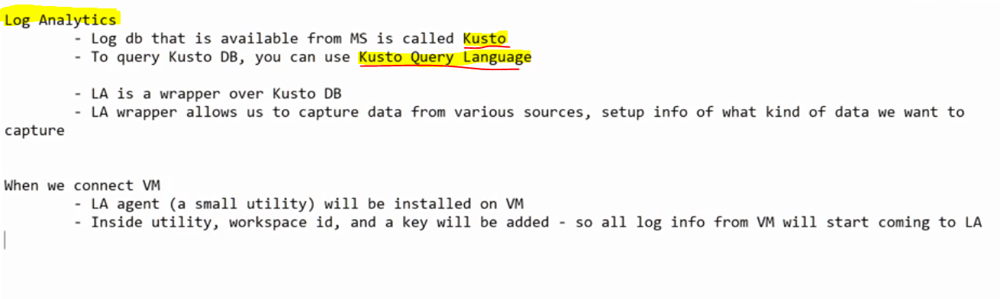 Log Analytics
- Log db that is available from MS is called Kusto
- To query Kusto DB, you can use Kusto Query Language
- LA is a wrapper over Kusto DB
- LA wrapper allows us to capture data from various sources, setup info of what kind of data we want to
capture
When we connect VM
- LA agent (a small utility) will be installed on VM
- Inside utility, workspace id, and a key will be added - so all log info from VM will start coming to LA